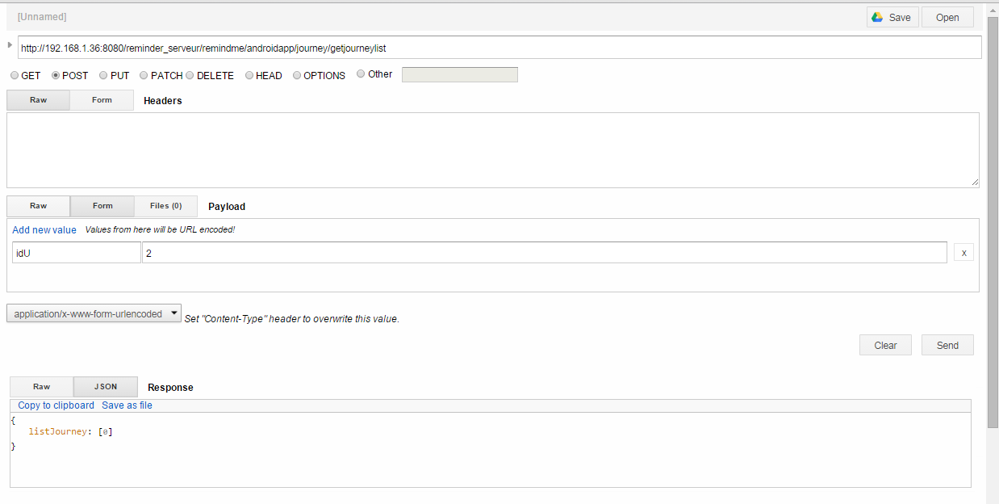 [Unnamed] Save Open
http://192.168.1.36:8080/reminder_serveur/remindme/androidapp/journey/getjourneylist
GET POST PUT PATCH DELETE HEAD OPTIONS Other
Raw Form Headers
Raw Form Files (0) Payload
Add new value Values from here will be URL encoded!
idU 2 x
application/x-www-form-urlencoded Set "Content-Type" header to overwrite this value.
Clear Send
Raw JSON Response
Copy to clipboard Save as file
{
listJourney: [0]
}